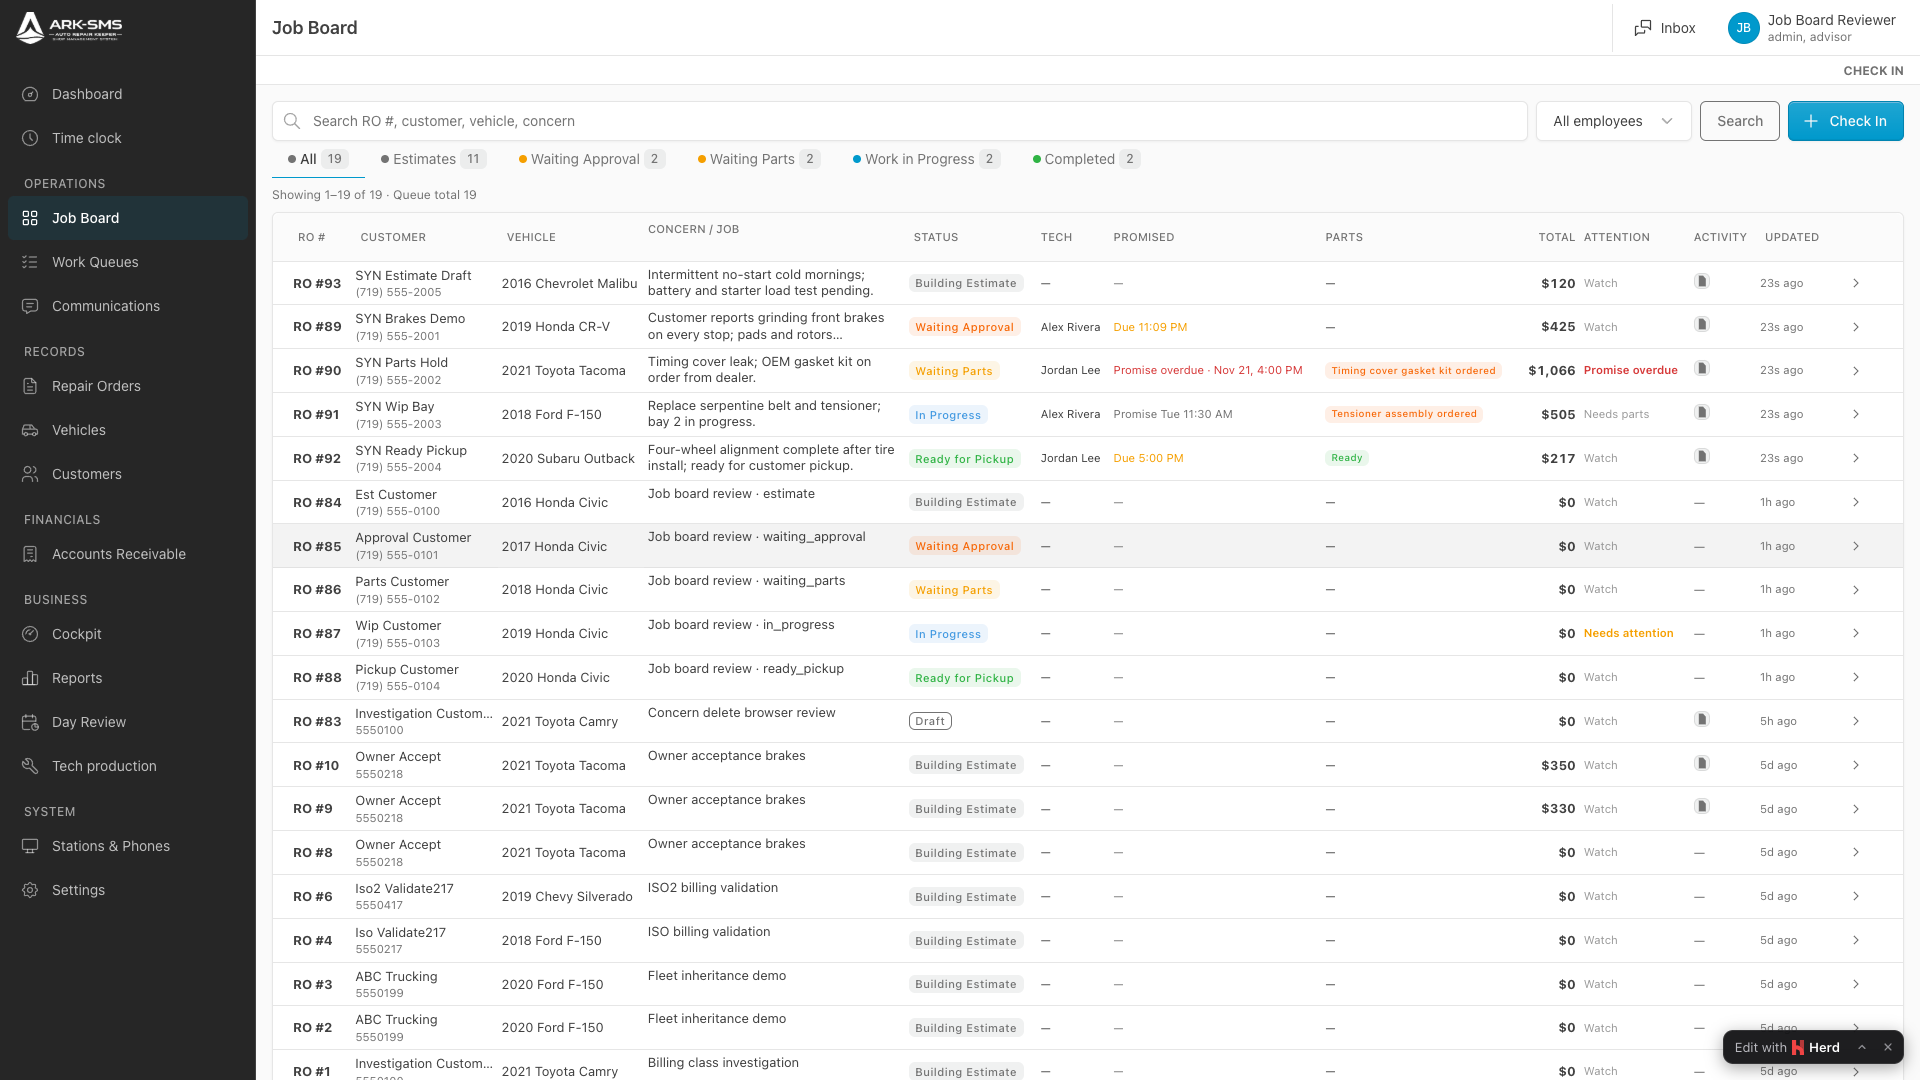 ARK-SMS
AUTO REPAIR KEEPER
SHOP MANAGEMENT SYSTEM
Dashboard
Time clock
OPERATIONS
Job Board
Work Queues
Communications
RECORDS
Repair Orders
Vehicles
Customers
FINANCIALS
Accounts Receivable
BUSINESS
Cockpit
Reports
Day Review
Tech production
SYSTEM
Stations & Phones
Settings
Job Board
Inbox
JB
Job Board Reviewer
admin, advisor
CHECK IN
Search RO #, customer, vehicle, concern
All employees
Search
Check In
All 19
Estimates 11
Waiting Approval 2
Waiting Parts 2
Work in Progress 2
Completed 2
Showing 1–19 of 19 · Queue total 19
RO # CUSTOMER VEHICLE CONCERN / JOB STATUS TECH PROMISED PARTS TOTAL ATTENTION ACTIVITY UPDATED
RO #93 SYN Estimate Draft (719) 555-2005 2016 Chevrolet Malibu Intermittent no-start cold mornings; battery and starter load test pending. Building Estimate — — — $120 Watch 23s ago
RO #89 SYN Brakes Demo (719) 555-2001 2019 Honda CR-V Customer reports grinding front brakes on every stop; pads and rotors... Waiting Approval Alex Rivera Due 11:09 PM — $425 Watch 23s ago
RO #90 SYN Parts Hold (719) 555-2002 2021 Toyota Tacoma Timing cover leak; OEM gasket kit on order from dealer. Waiting Parts Jordan Lee Promise overdue · Nov 21, 4:00 PM Timing cover gasket kit ordered $1,066 Promise overdue 23s ago
RO #91 SYN Wip Bay (719) 555-2003 2018 Ford F-150 Replace serpentine belt and tensioner; bay 2 in progress. In Progress Alex Rivera Promise Tue 11:30 AM Tensioner assembly ordered $505 Needs parts 23s ago
RO #92 SYN Ready Pickup (719) 555-2004 2020 Subaru Outback Four-wheel alignment complete after tire install; ready for customer pickup. Ready for Pickup Jordan Lee Due 5:00 PM Ready $217 Watch 23s ago
RO #84 Est Customer (719) 555-0100 2016 Honda Civic Job board review · estimate Building Estimate — — — $0 Watch — 1h ago
RO #85 Approval Customer (719) 555-0101 2017 Honda Civic Job board review · waiting_approval Waiting Approval — — — $0 Watch — 1h ago
RO #86 Parts Customer (719) 555-0102 2018 Honda Civic Job board review · waiting_parts Waiting Parts — — — $0 Watch — 1h ago
RO #87 Wip Customer (719) 555-0103 2019 Honda Civic Job board review · in_progress In Progress — — — $0 Needs attention — 1h ago
RO #88 Pickup Customer (719) 555-0104 2020 Honda Civic Job board review · ready_pickup Ready for Pickup — — — $0 Watch — 1h ago
RO #83 Investigation Custom... 5550100 2021 Toyota Camry Concern delete browser review Draft — — — $0 Watch 5h ago
RO #10 Owner Accept 5550218 2021 Toyota Tacoma Owner acceptance brakes Building Estimate — — — $350 Watch 5d ago
RO #9 Owner Accept 5550218 2021 Toyota Tacoma Owner acceptance brakes Building Estimate — — — $330 Watch 5d ago
RO #8 Owner Accept 5550218 2021 Toyota Tacoma Owner acceptance brakes Building Estimate — — — $0 Watch — 5d ago
RO #6 Iso2 Validate217 5550417 2019 Chevy Silverado ISO2 billing validation Building Estimate — — — $0 Watch — 5d ago
RO #4 Iso Validate217 5550217 2018 Ford F-150 ISO billing validation Building Estimate — — — $0 Watch — 5d ago
RO #3 ABC Trucking 5550199 2020 Ford F-150 Fleet inheritance demo Building Estimate — — — $0 Watch — 5d ago
RO #2 ABC Trucking 5550199 2020 Ford F-150 Fleet inheritance demo Building Estimate — — — $0 Watch — 5d ago
RO #1 Investigation Custom... 2021 Toyota Camry Billing class investigation Building Estimate — — — $0 Watch — 5d ago
Edit with Herd